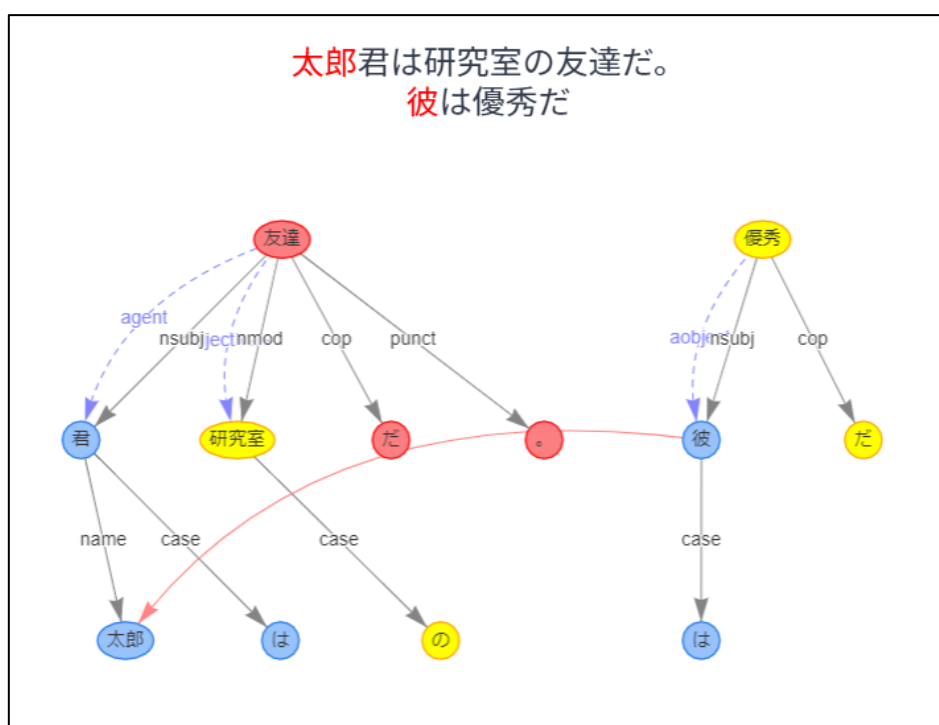 太郎君は研究室の友達だ。
彼は優秀だ
友達 優秀
agent nsubj ject nmod cop punct aobje nsubj cop
君 研究室 だ 。 彼 だ
name case case case
太郎 は の は